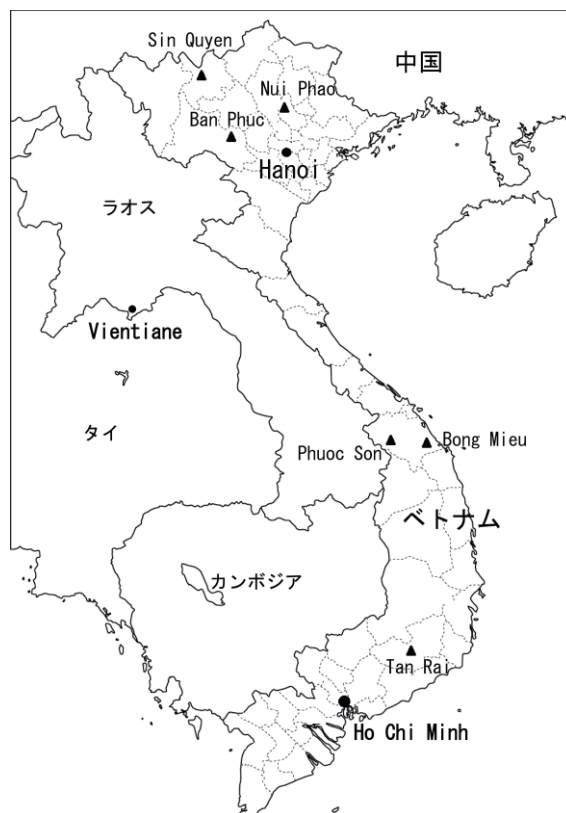 Sin Quyen
中国
Nui Phao
Ban Phuc
Hanoi
ラオス
Vientiane
タイ
Phuoc Son
Bong Mieu
ベトナム
カンボジア
Tan Rai
Ho Chi Minh